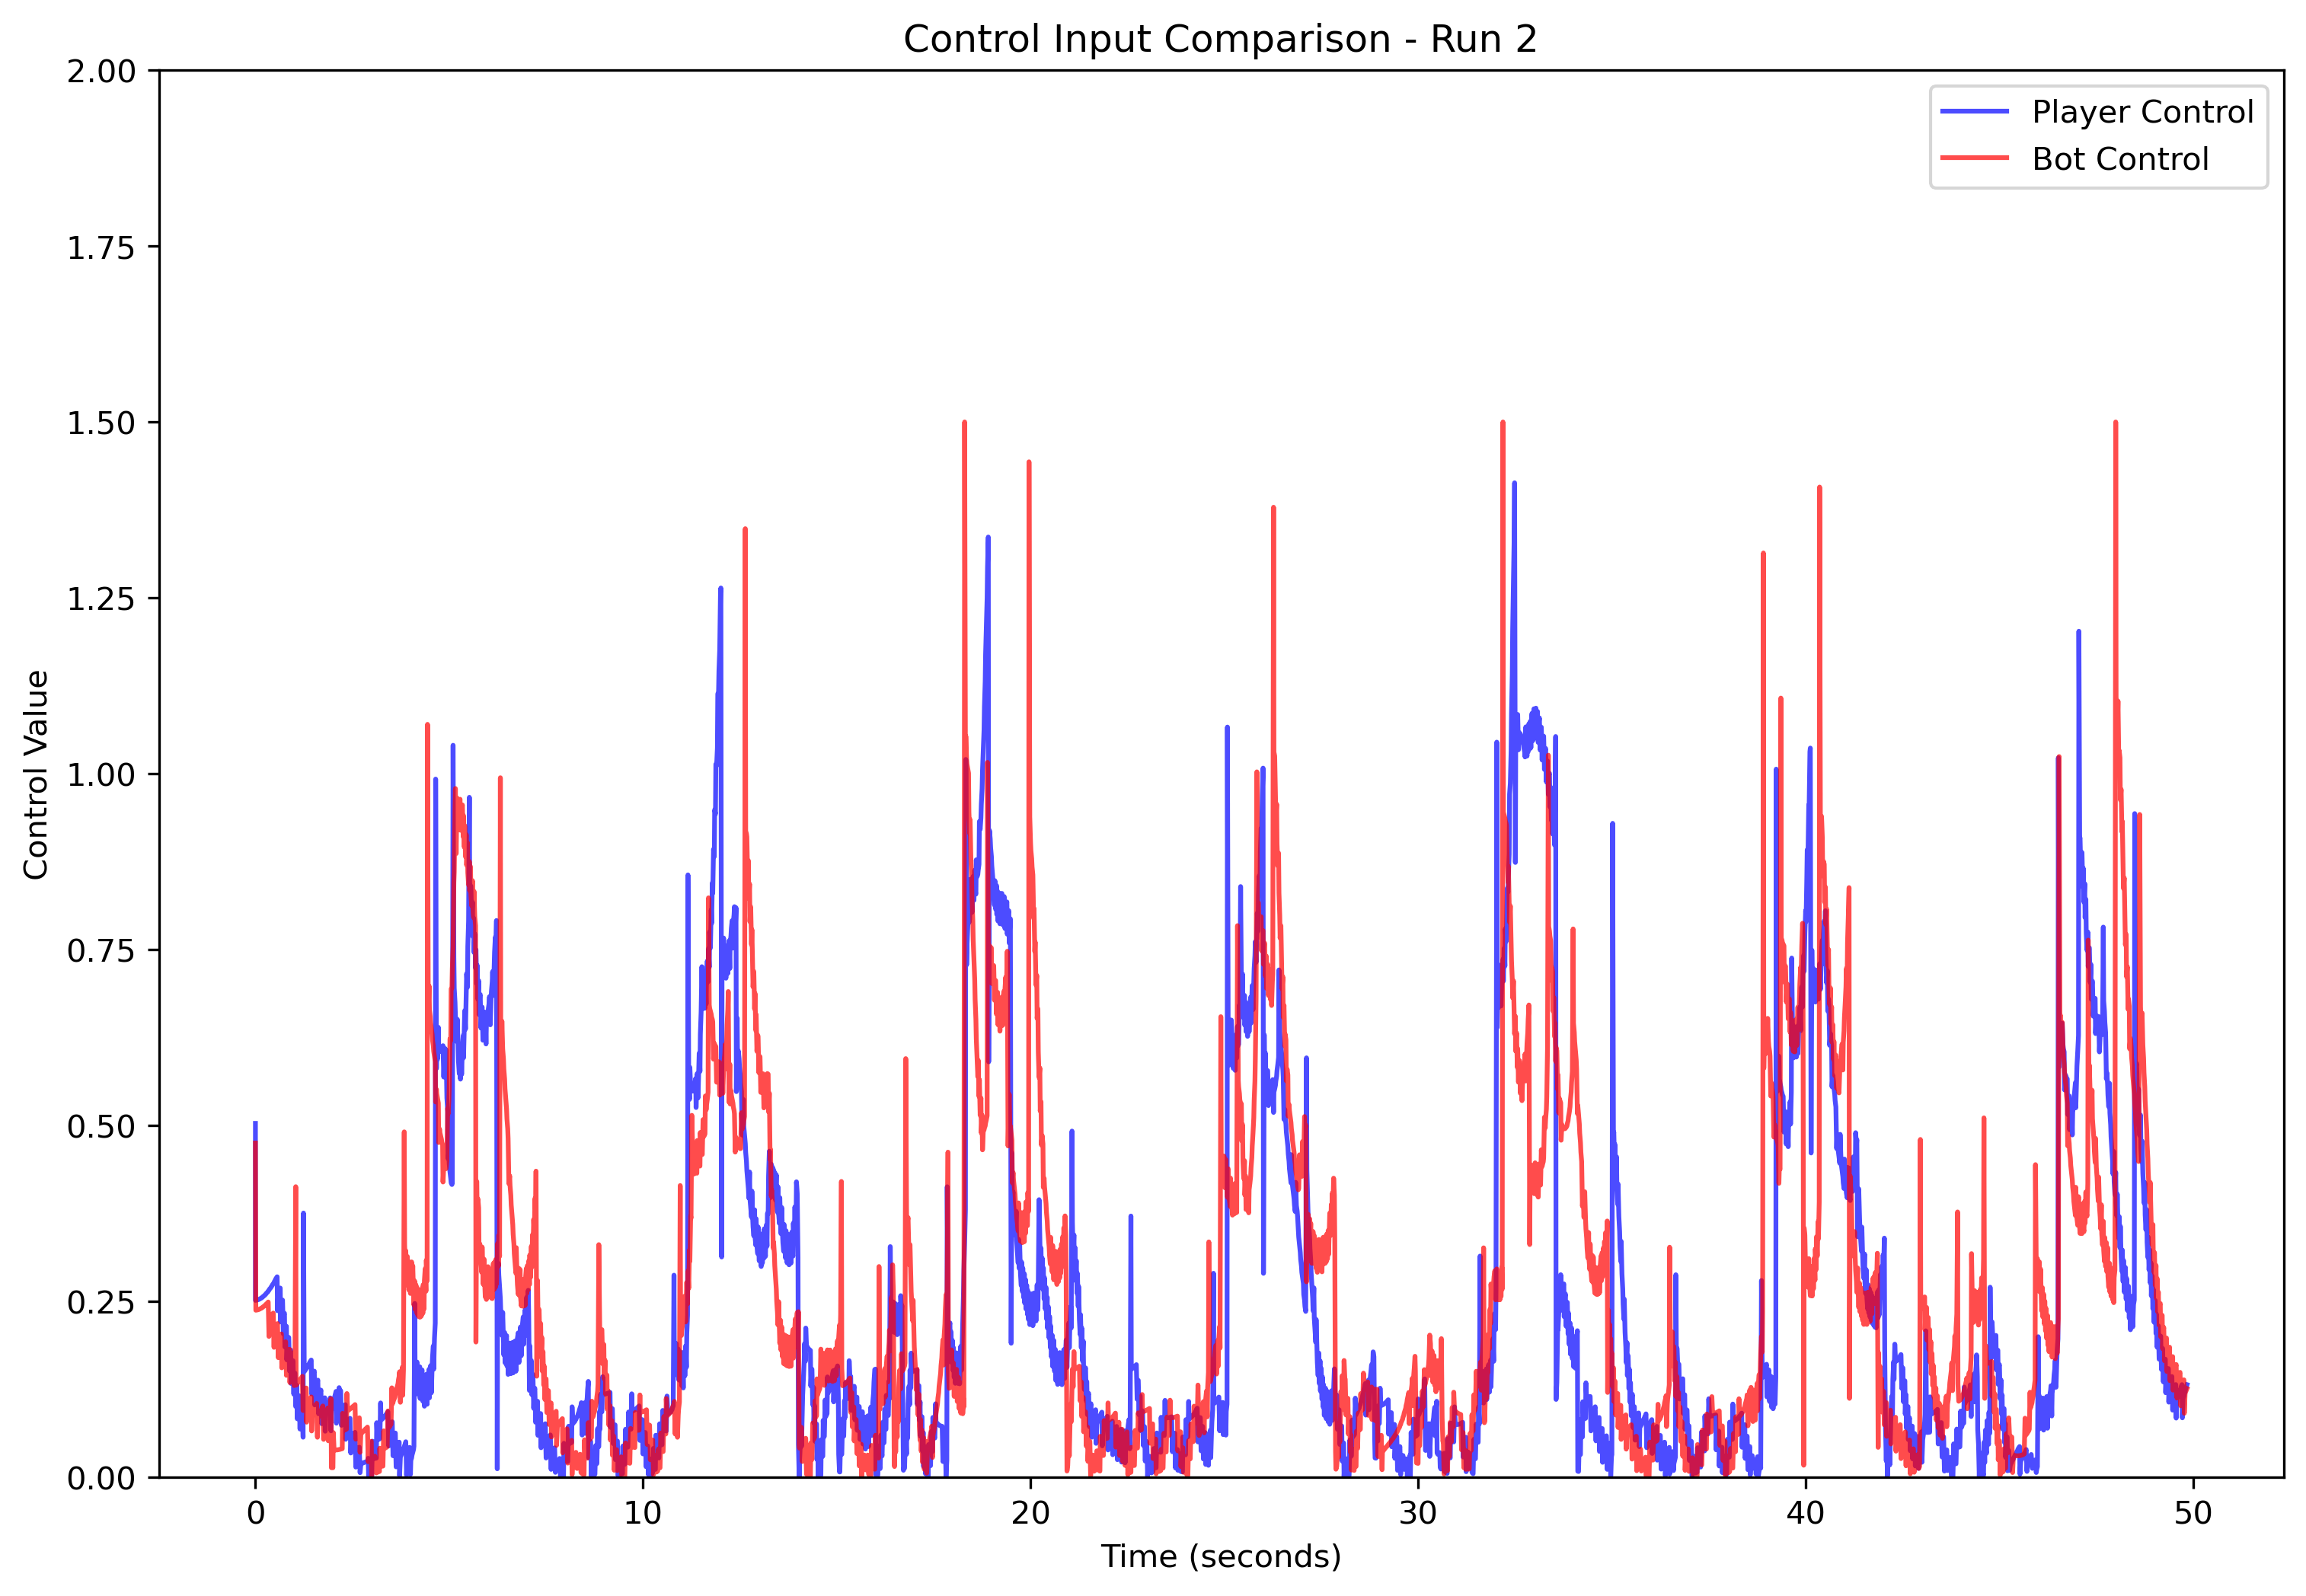 Control Input Comparison - Run 2
Player Control
Bot Control
Control Value
2.00
1.75
1.50
1.25
1.00
0.75
0.50
0.25
0.00
0 10 20 30 40 50
Time (seconds)